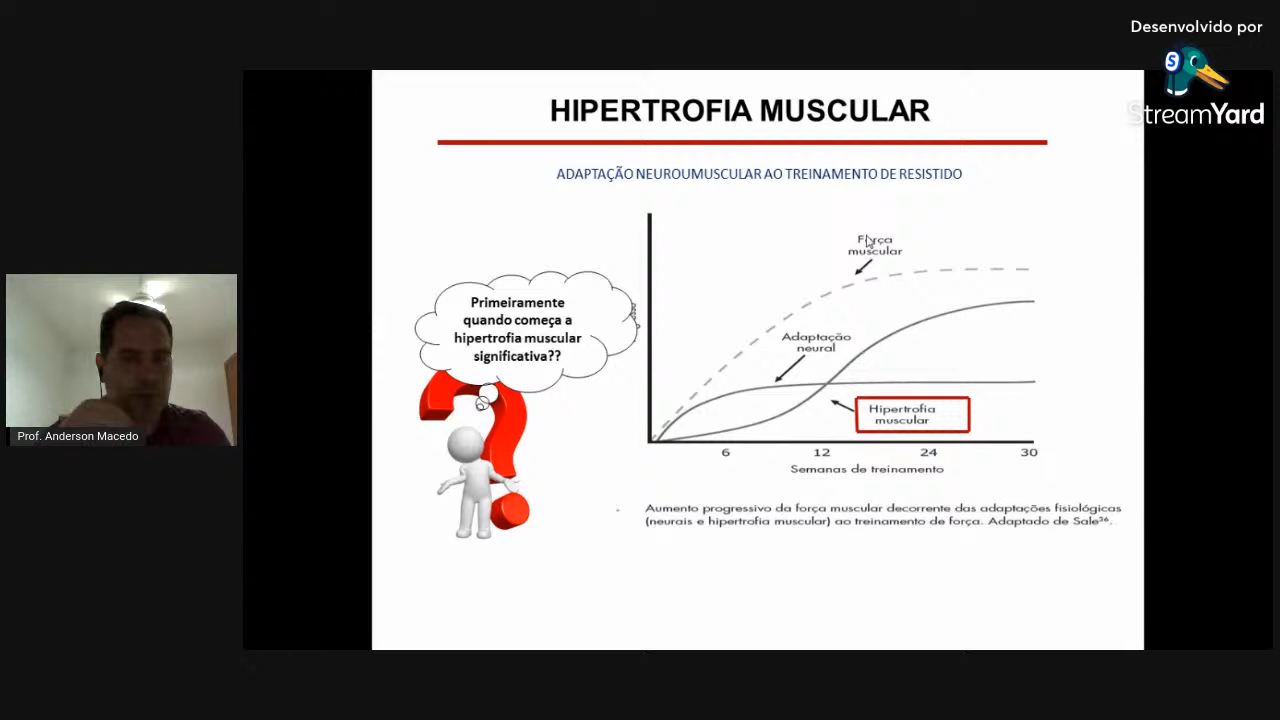 Desenvolvido por
StreamYard
HIPERTROFIA MUSCULAR
ADAPTAÇÃO NEUROUMUSCULAR AO TREINAMENTO DE RESISTIDO
Força
muscular
Primeiramente
quando começa a
hipertrofia muscular
significativa??
Adaptação
neural
Hipertrofia
muscular
6 12 24 30
Semanas de treinamento
Aumento progressivo da força muscular decorrente das adaptações fisiológicas
(neurais e hipertrofia muscular) ao treinamento de força. Adaptado de Sale³⁶.
Prof. Anderson Macedo